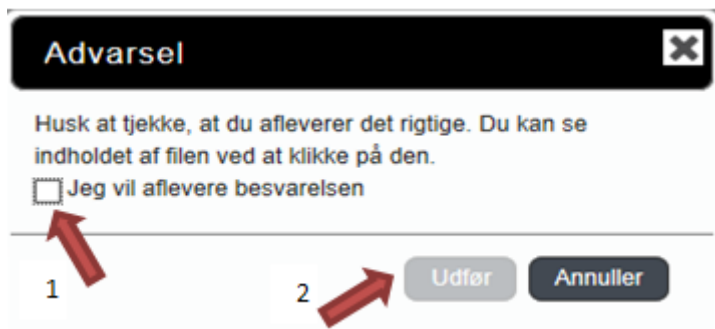 Advarsel
Husk at tjekke, at du afleverer det rigtige. Du kan se
indholdet af filen ved at klikke på den.
Jeg vil aflevere besvarelsen
1
2
Udfør
Annuller